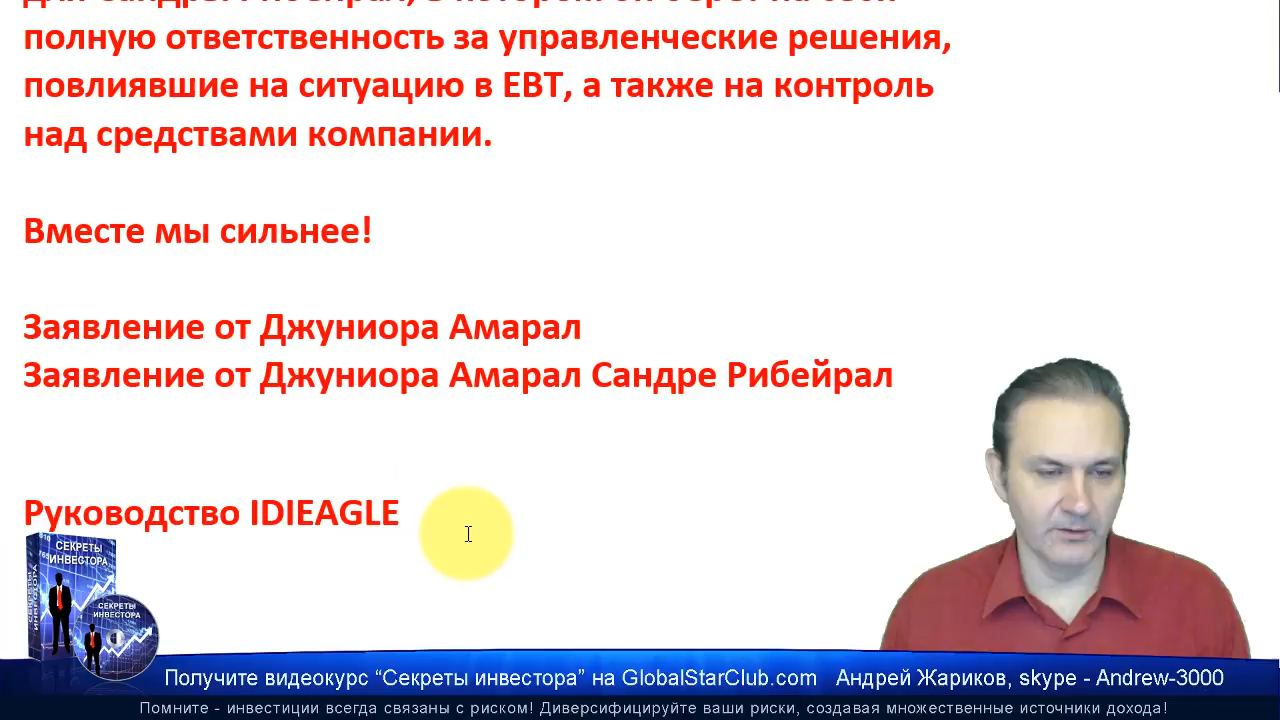 полную ответственность за управленческие решения,
повлиявшие на ситуацию в ЕВТ, а также на контроль
над средствами компании.
Вместе мы сильнее!
Заявление от Джуниора Амарал
Заявление от Джуниора Амарал Сандре Рибейрал
Руководство IDIEAGLE
СЕКРЕТЫ
ИНВЕСТОРА
СЕКРЕТЫ
ИНВЕСТОРА
СЕКРЕТЫ
ИНВЕСТОРА
Получите видеокурс “Секреты инвестора” на GlobalStarClub.com Андрей Жариков, skype - Andrew-3000
Помните - инвестиции всегда связаны с риском! Диверсифицируйте ваши риски, создавая множественные источники дохода!